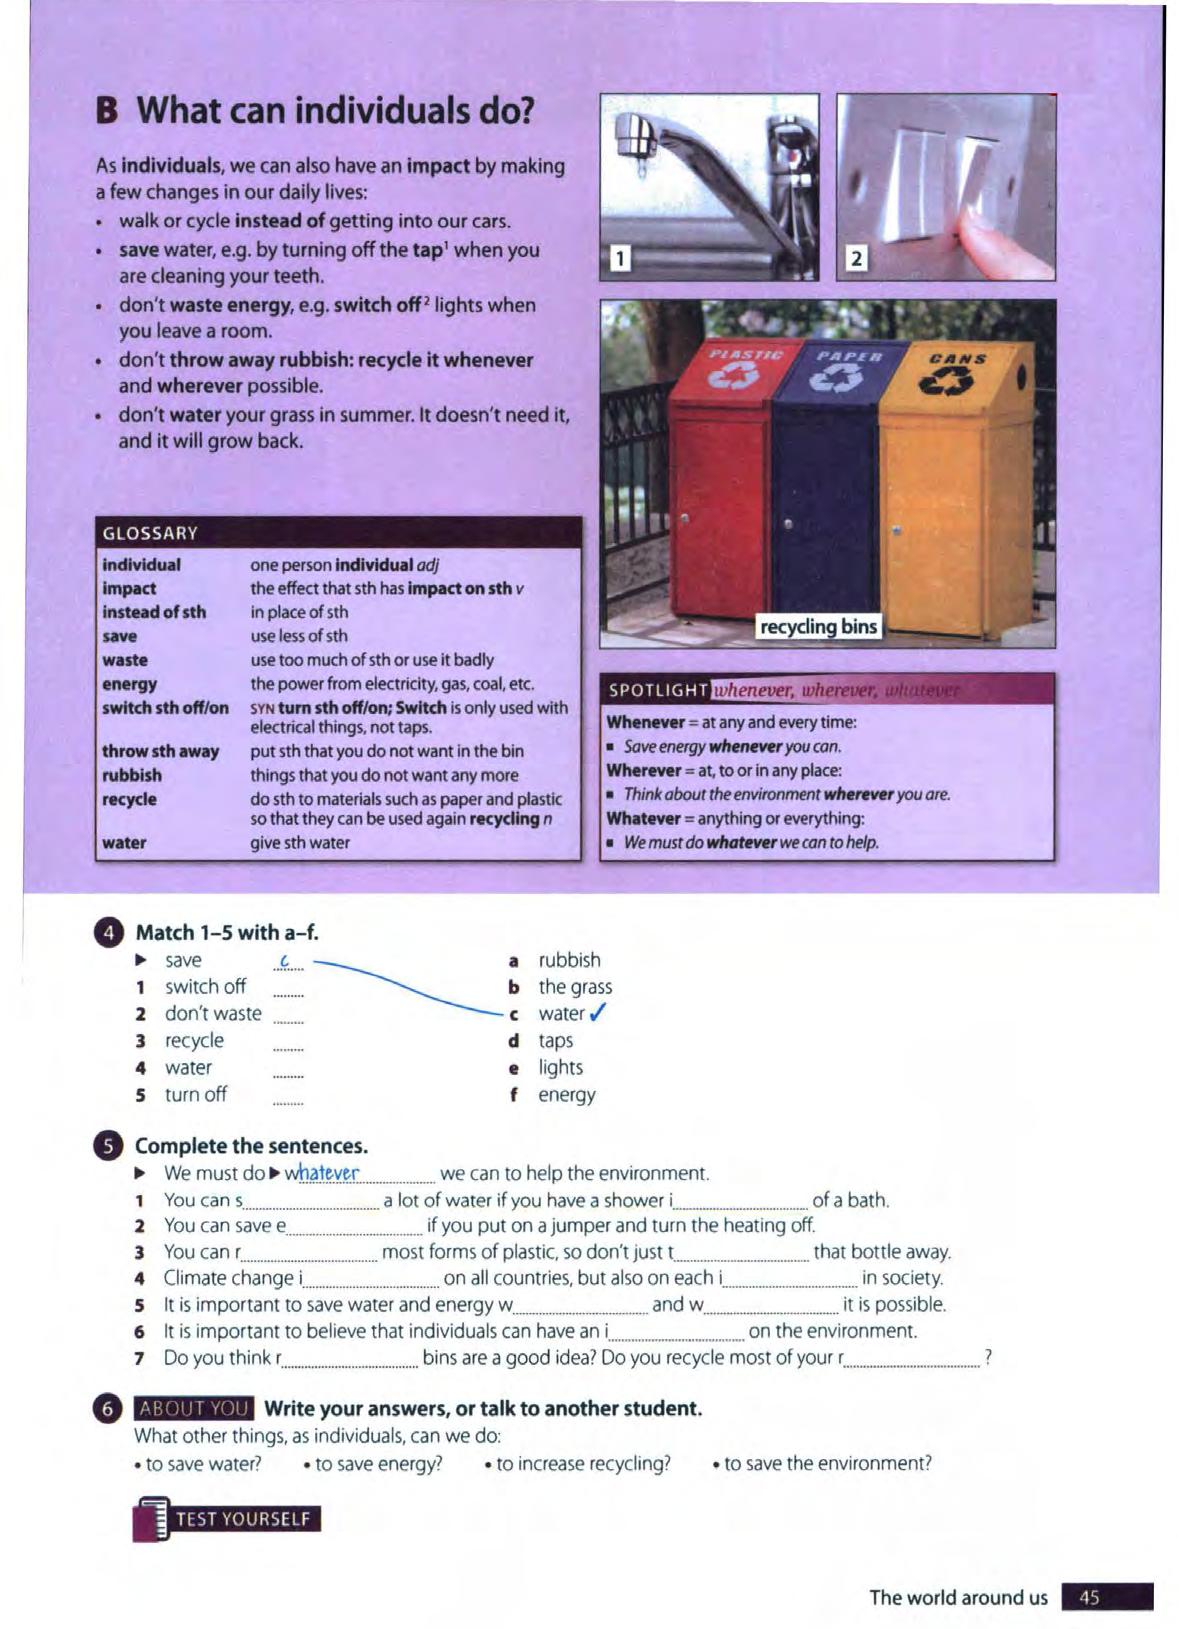 B What can individuals do?
As individuals, we can also have an impact by making
a few changes in our daily lives:
• walk or cycle instead of getting into our cars.
• save water, e.g. by turning off the tap¹ when you
are cleaning your teeth.
• don't waste energy, e.g. switch off² lights when
you leave a room.
• don't throw away rubbish: recycle it whenever
and wherever possible.
• don't water your grass in summer. It doesn't need it,
and it will grow back.
1
2
PLASTIC PAPER CANS
recycling bins
GLOSSARY
individual one person individual adj
impact the effect that sth has impact on sth v
instead of sth in place of sth
save use less of sth
waste use too much of sth or use it badly
energy the power from electricity, gas, coal, etc.
switch sth off/on SYN turn sth off/on; Switch is only used with
electrical things, not taps.
throw sth away put sth that you do not want in the bin
rubbish things that you do not want any more
recycle do sth to materials such as paper and plastic
so that they can be used again recycling n
water give sth water
SPOTLIGHT whenever, wherever, whatever
Whenever = at any and every time:
▪ Save energy whenever you can.
Wherever = at, to or in any place:
▪ Think about the environment wherever you are.
Whatever = anything or everything:
▪ We must do whatever we can to help.
4 Match 1–5 with a–f.
▶ save c a rubbish
1 switch off ......... b the grass
2 don't waste ......... c water ✓
3 recycle ......... d taps
4 water ......... e lights
5 turn off ......... f energy
5 Complete the sentences.
▶ We must do ▶ whatever we can to help the environment.
1 You can s.................... a lot of water if you have a shower i.................... of a bath.
2 You can save e.................... if you put on a jumper and turn the heating off.
3 You can r.................... most forms of plastic, so don't just t.................... that bottle away.
4 Climate change i.................... on all countries, but also on each i.................... in society.
5 It is important to save water and energy w.................... and w.................... it is possible.
6 It is important to believe that individuals can have an i.................... on the environment.
7 Do you think r.................... bins are a good idea? Do you recycle most of your r.................... ?
6 ABOUT YOU Write your answers, or talk to another student.
What other things, as individuals, can we do:
• to save water? • to save energy? • to increase recycling? • to save the environment?
TEST YOURSELF
The world around us 45